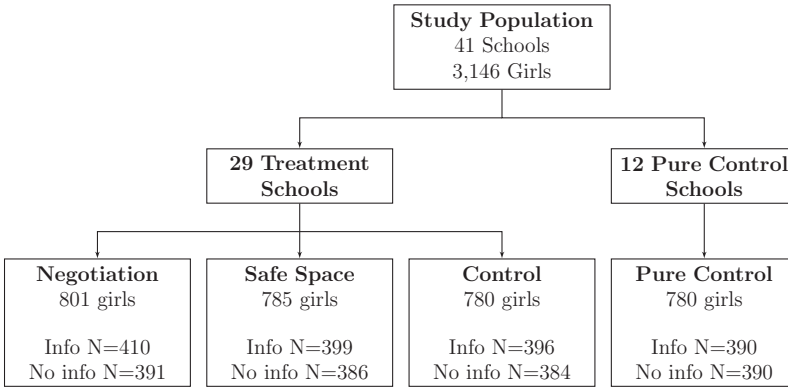 Study Population
41 Schools
3,146 Girls
29 Treatment
Schools
12 Pure Control
Schools
Negotiation
801 girls
Info N=410
No info N=391
Safe Space
785 girls
Info N=399
No info N=386
Control
780 girls
Info N=396
No info N=384
Pure Control
780 girls
Info N=390
No info N=390